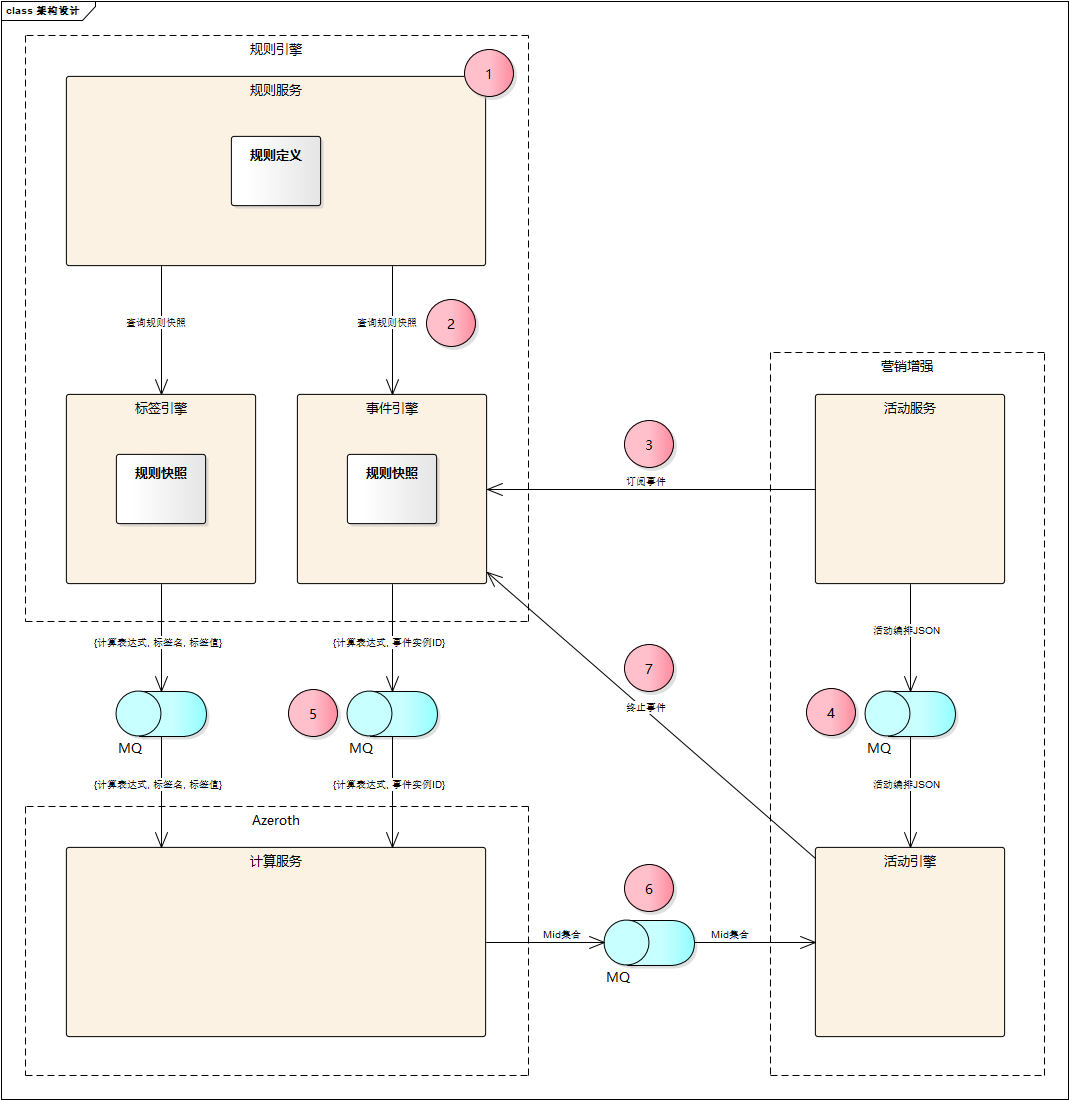 class 架构设计
规则引擎
1
规则服务
规则定义
查询规则快照
查询规则快照
2
营销增强
标签引擎
事件引擎
活动服务
规则快照
规则快照
3
订阅事件
{计算表达式, 标签名, 标签值}
{计算表达式, 事件实例ID}
活动编排JSON
7
终止事件
5
4
MQ
MQ
MQ
{计算表达式, 标签名, 标签值}
{计算表达式, 事件实例ID}
活动编排JSON
Azeroth
计算服务
活动引擎
6
Mid集合
Mid集合
MQ